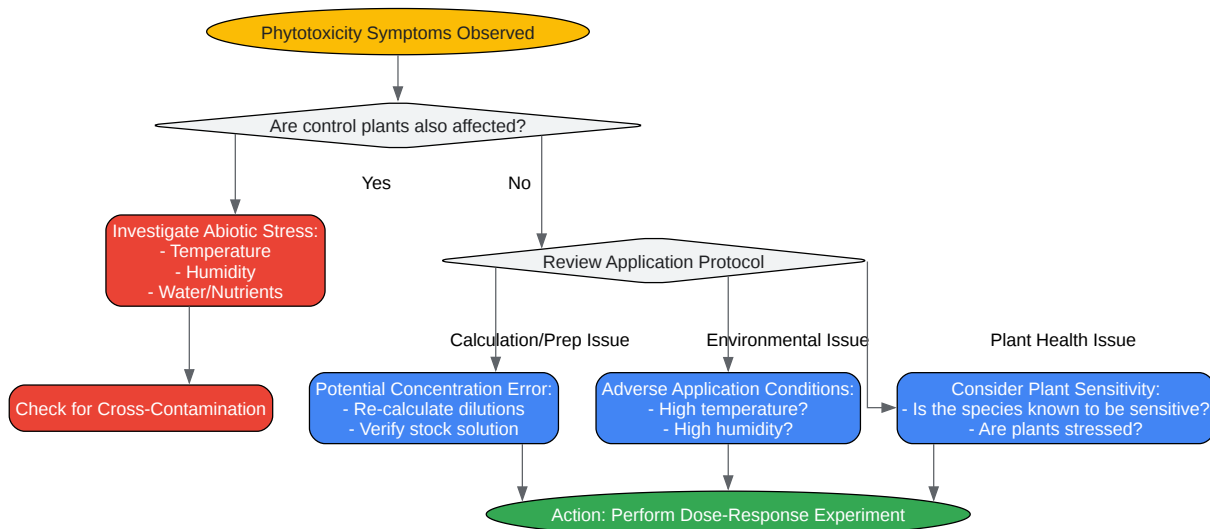 Phytotoxicity Symptoms Observed
Are control plants also affected?
Yes
No
Investigate Abiotic Stress:
- Temperature
- Humidity
- Water/Nutrients
Review Application Protocol
Calculation/Prep Issue
Environmental Issue
Plant Health Issue
Check for Cross-Contamination
Potential Concentration Error:
- Re-calculate dilutions
- Verify stock solution
Adverse Application Conditions:
- High temperature?
- High humidity?
Consider Plant Sensitivity:
- Is the species known to be sensitive?
- Are plants stressed?
Action: Perform Dose-Response Experiment